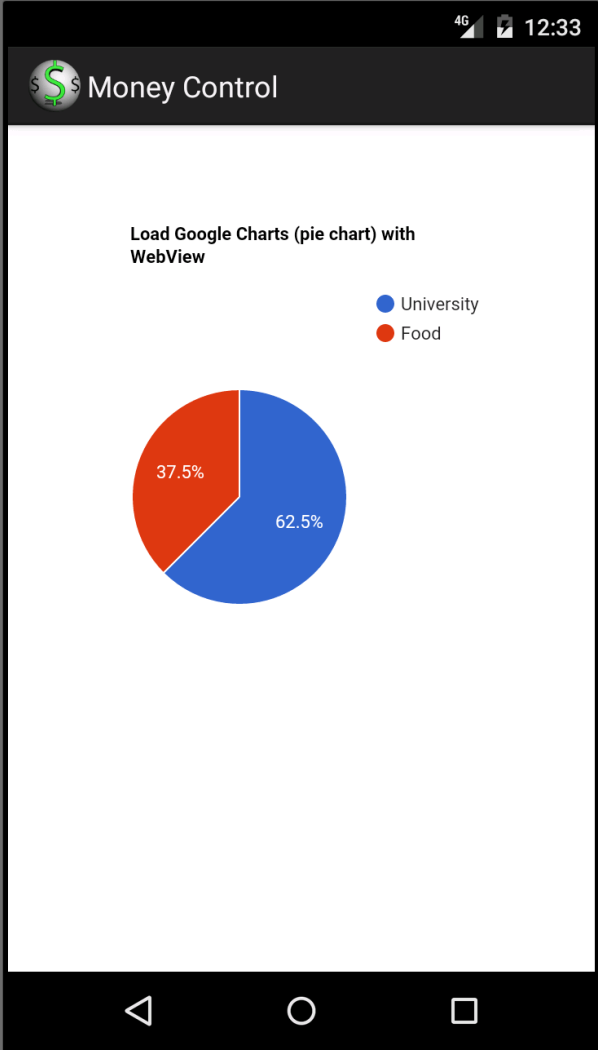 4G 12:33
$ $ $ Money Control
Load Google Charts (pie chart) with
WebView
University
Food
37.5%
62.5%